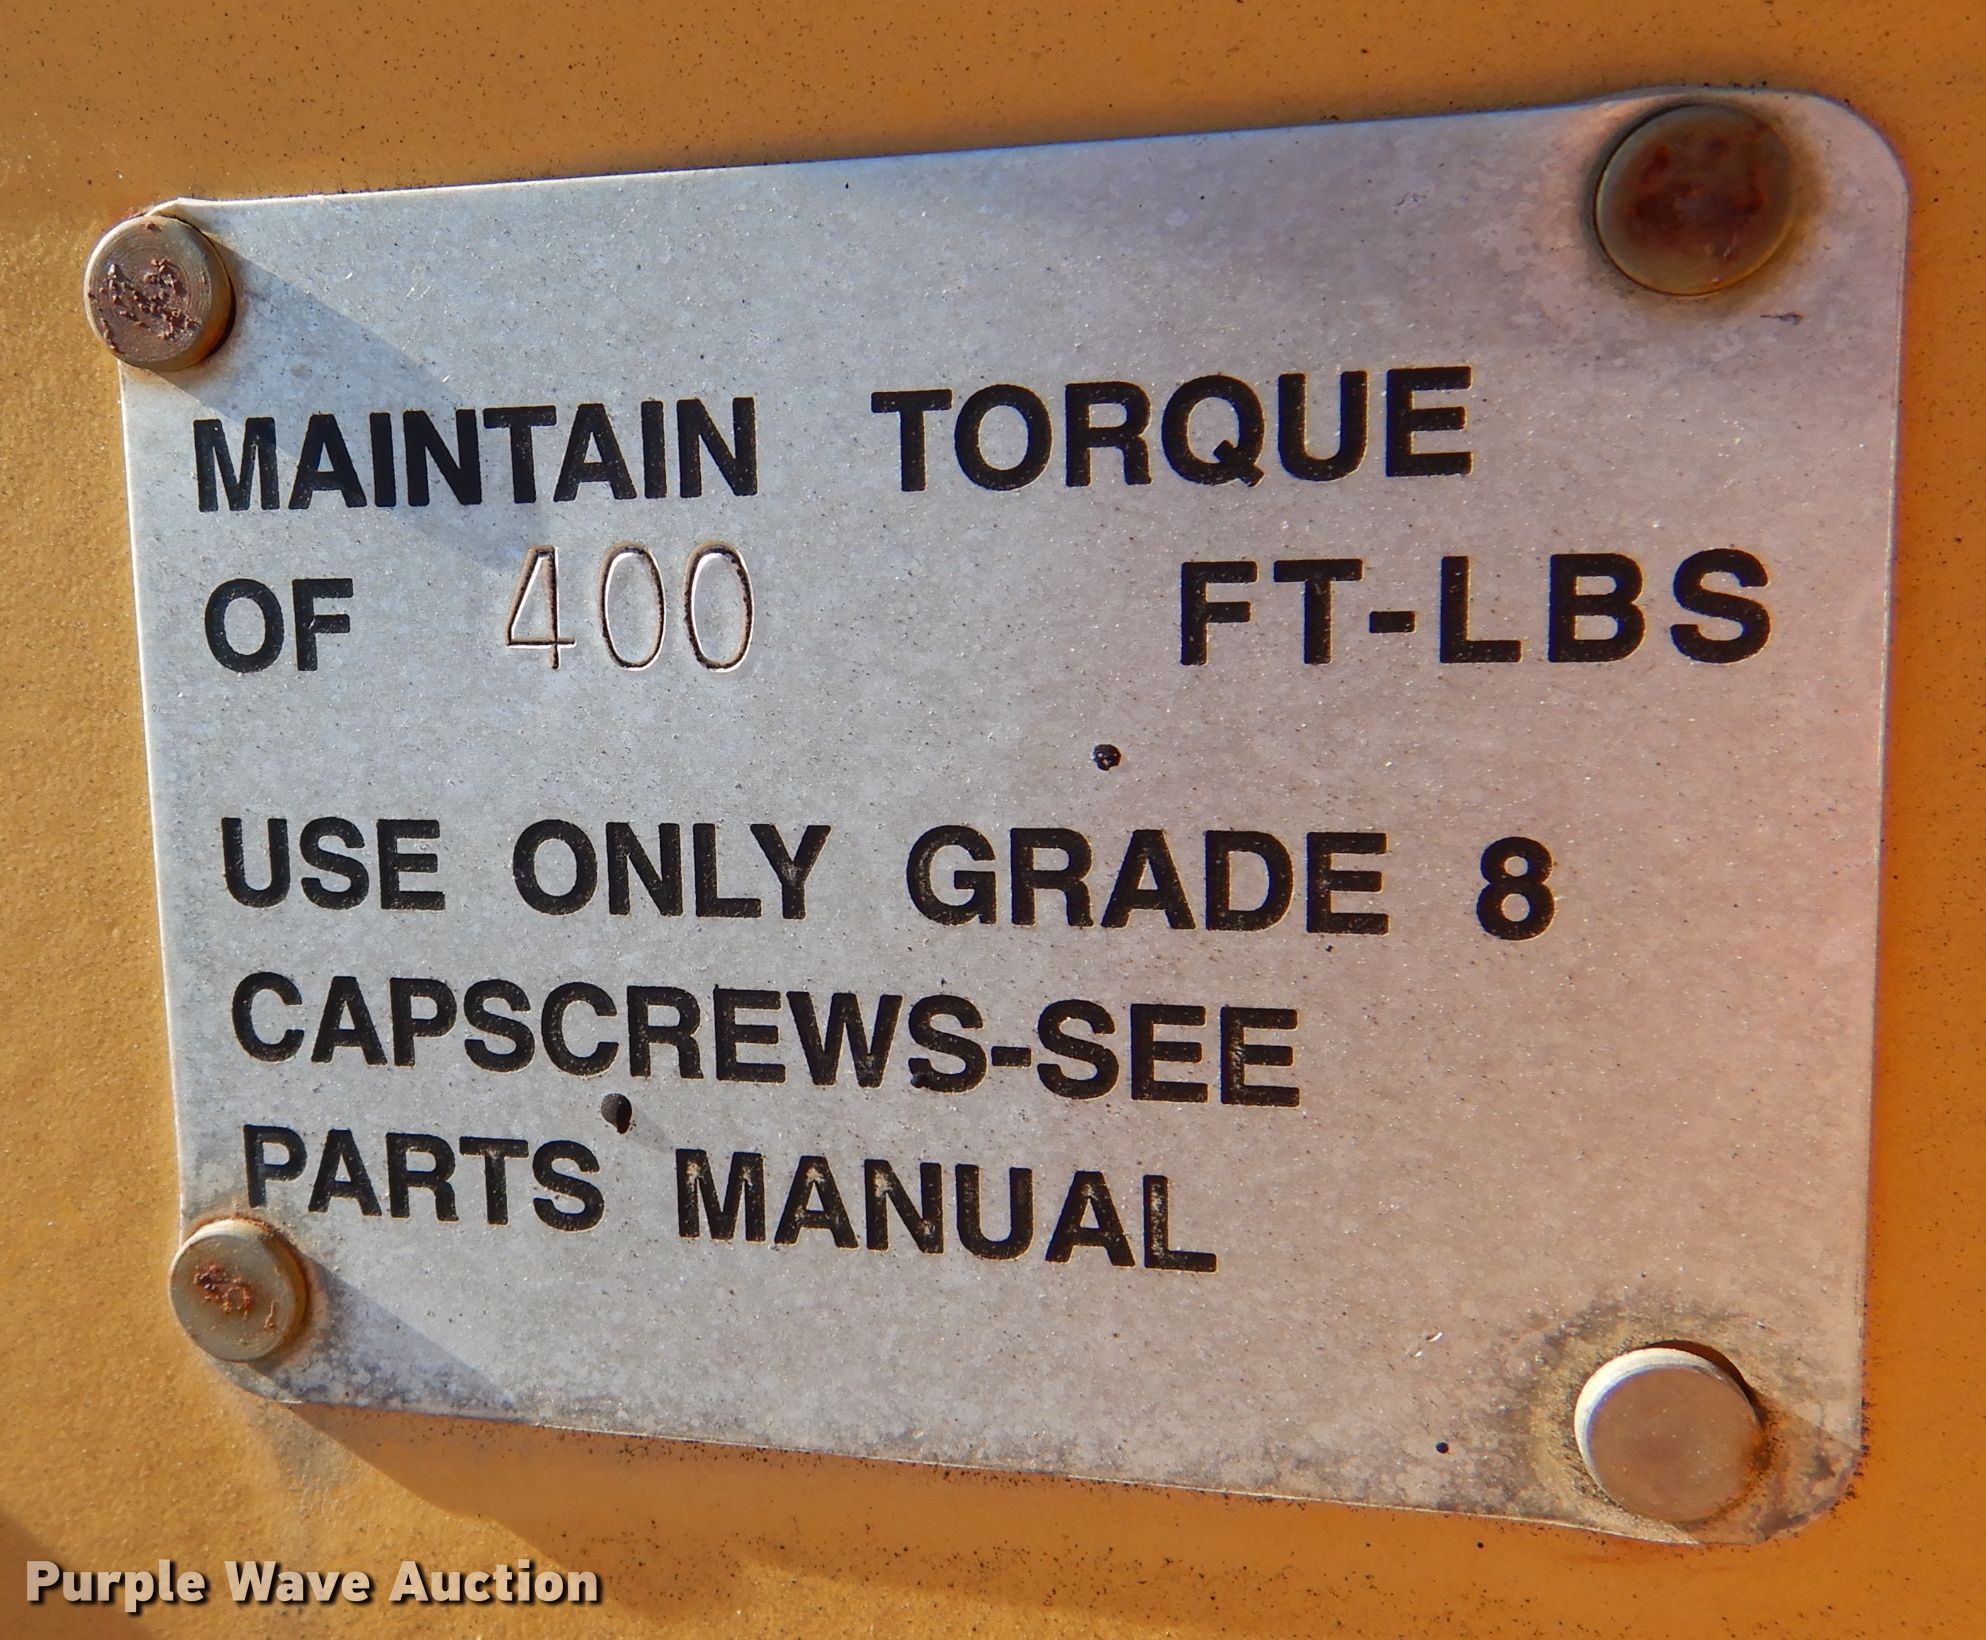 MAINTAIN TORQUE
OF 400 FT-LBS
USE ONLY GRADE 8
CAPSCREWS-SEE
PARTS MANUAL
Purple Wave Auction